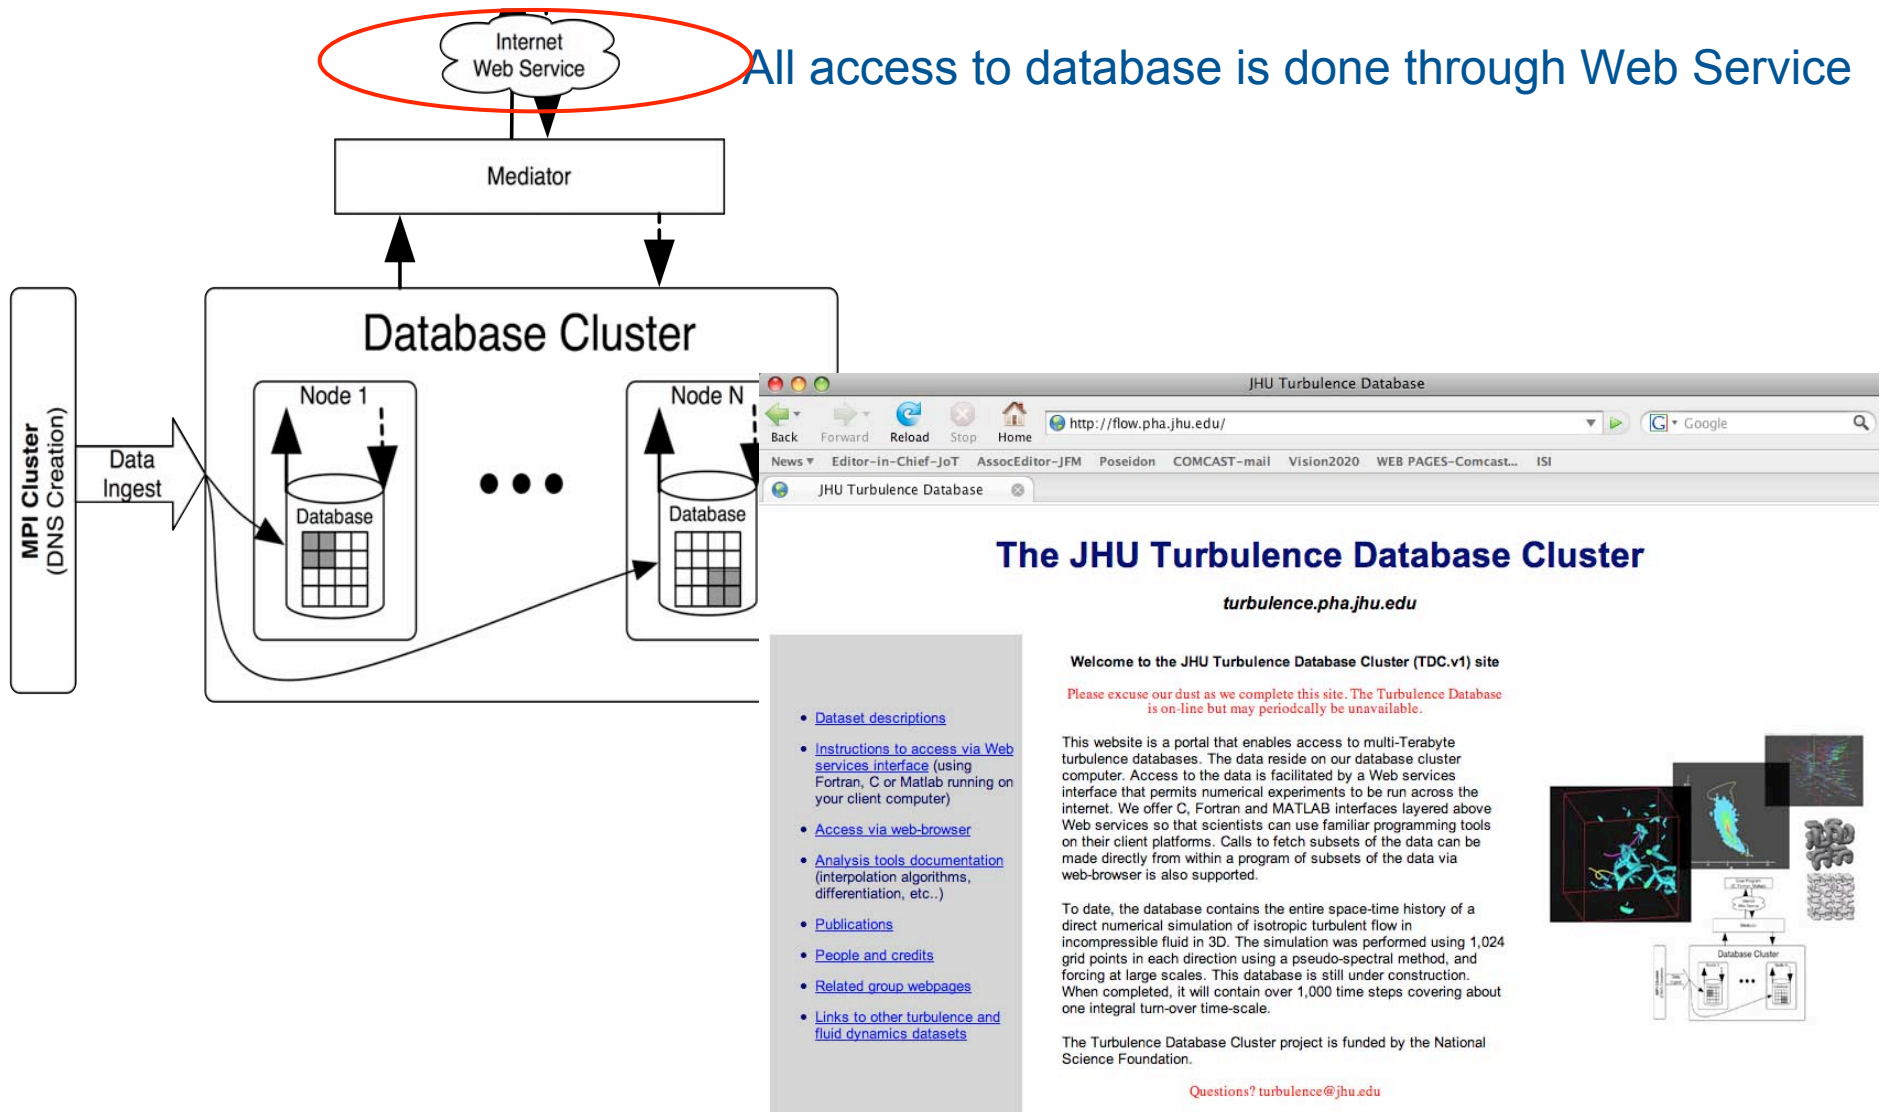 Internet
Web Service
All access to database is done through Web Service
Mediator
Database Cluster
Node 1
Node N
MPI Cluster
(DNS Creation)
Data
Ingest
Database
Database
JHU Turbulence Database
Back Forward Reload Stop Home http://flow.pha.jhu.edu/ G Google
News Editor-in-Chief-JoT AssocEditor-JFM Poseidon COMCAST-mail Vision2020 WEB PAGES-Comcast... ISI
JHU Turbulence Database
The JHU Turbulence Database Cluster
turbulence.pha.jhu.edu
Dataset descriptions
Instructions to access via Web
services interface (using
Fortran, C or Matlab running on
your client computer)
Access via web-browser
Analysis tools documentation
(interpolation algorithms,
differentiation, etc..)
Publications
People and credits
Related group webpages
Links to other turbulence and
fluid dynamics datasets
Welcome to the JHU Turbulence Database Cluster (TDC.v1) site
Please excuse our dust as we complete this site. The Turbulence Database
is on-line but may periodcally be unavailable.
This website is a portal that enables access to multi-Terabyte
turbulence databases. The data reside on our database cluster
computer. Access to the data is facilitated by a Web services
interface that permits numerical experiments to be run across the
internet. We offer C, Fortran and MATLAB interfaces layered above
Web services so that scientists can use familiar programming tools
on their client platforms. Calls to fetch subsets of the data can be
made directly from within a program of subsets of the data via
web-browser is also supported.
To date, the database contains the entire space-time history of a
direct numerical simulation of isotropic turbulent flow in
incompressible fluid in 3D. The simulation was performed using 1,024
grid points in each direction using a pseudo-spectral method, and
forcing at large scales. This database is still under construction.
When completed, it will contain over 1,000 time steps covering about
one integral turn-over time-scale.
The Turbulence Database Cluster project is funded by the National
Science Foundation.
Questions? turbulence@jhu.edu
Database Cluster